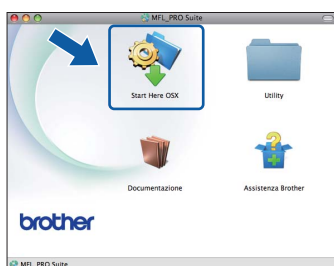 MFL_PRO Suite
Start Here OSX
Utility
Documentazione
Assistenza Brother
brother
MFL_PRO Suite